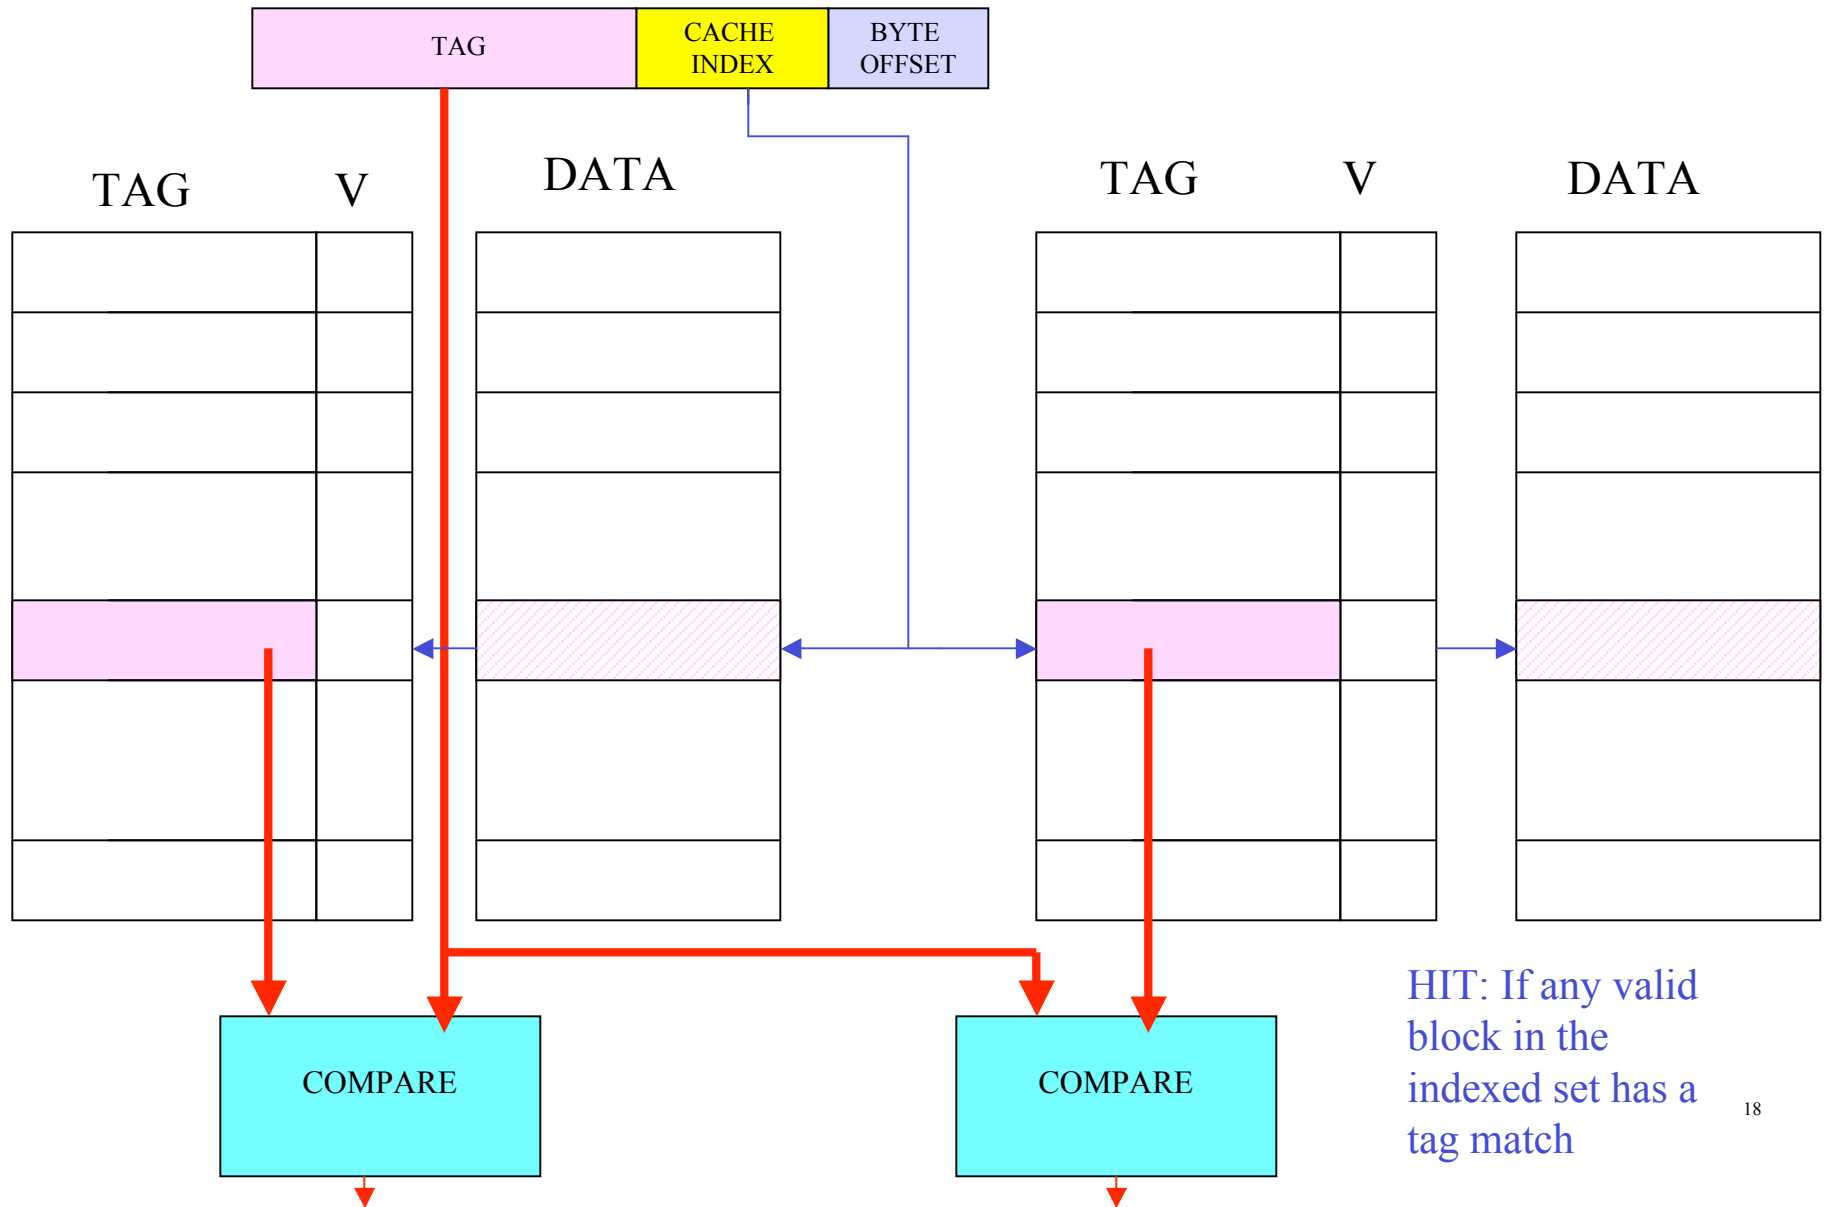 TAG
CACHE
INDEX
BYTE
OFFSET
TAG
V
DATA
TAG
V
DATA
COMPARE
COMPARE
HIT: If any valid
block in the
indexed set has a
tag match
18